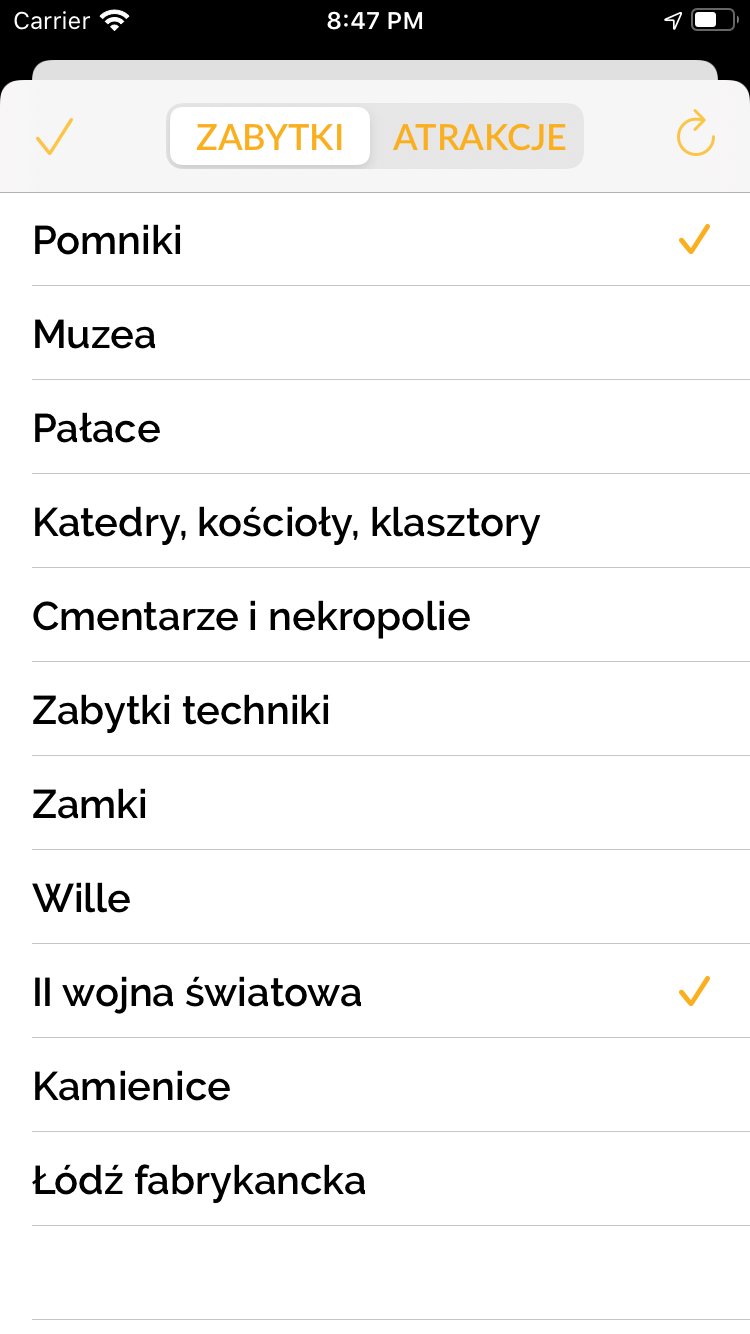 Carrier 8:47 PM
ZABYTKI ATRAKCJE
Pomniki
Muzea
Pałace
Katedry, kościoły, klasztory
Cmentarze i nekropolie
Zabytki techniki
Zamki
Wille
II wojna światowa
Kamienice
Łódź fabrykancka